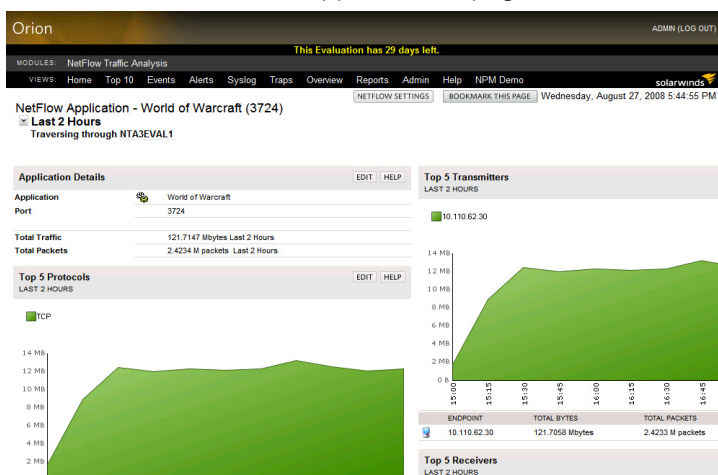 Orion
ADMIN (LOG OUT)
This Evaluation has 29 days left.
MODULES: NetFlow Traffic Analysis
VIEWS: Home Top 10 Events Alerts Syslog Traps Overview Reports Admin Help NPM Demo
solarwinds
NETFLOW SETTINGS BOOKMARK THIS PAGE Wednesday, August 27, 2008 5:44:55 PM
NetFlow Application - World of Warcraft (3724)
Last 2 Hours
Traversing through NTA3EVAL1
Application Details EDIT HELP
Application World of Warcraft
Port 3724
Total Traffic 121.7147 Mbytes Last 2 Hours
Total Packets 2.4234 M packets Last 2 Hours
Top 5 Protocols EDIT HELP
LAST 2 HOURS
TCP
14 MB
12 MB
10 MB
8 MB
6 MB
4 MB
2 MB
Top 5 Transmitters
LAST 2 HOURS
10.110.62.30
14 MB
12 MB
10 MB
8 MB
6 MB
4 MB
2 MB
0 B
15:00 15:15 15:30 15:45 16:00 16:15 16:30 16:45
ENDPOINT TOTAL BYTES TOTAL PACKETS
10.110.62.30 121.7058 Mbytes 2.4233 M packets
Top 5 Receivers
LAST 2 HOURS